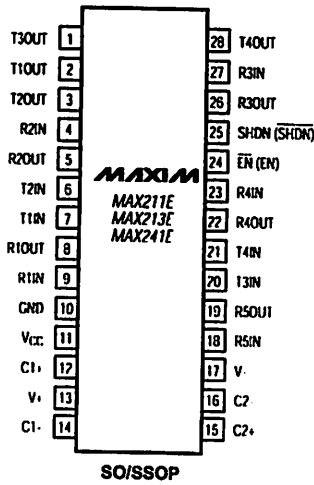 T3OUT 1
T1OUT 2
T2OUT 3
R2IN 4
R2OUT 5
T2IN 6
T1IN 7
R1OUT 8
R1IN 9
GND 10
VCC 11
C1+ 12
V+ 13
C1- 14
MAXIM
MAX211E
MAX213E
MAX241E
28 T4OUT
27 R3IN
26 R3OUT
25 SHDN (SHDN)
24 EN (EN)
23 R4IN
22 R4OUT
21 T4IN
20 T3IN
19 R5OUT
18 R5IN
17 V-
16 C2-
15 C2+
SO/SSOP